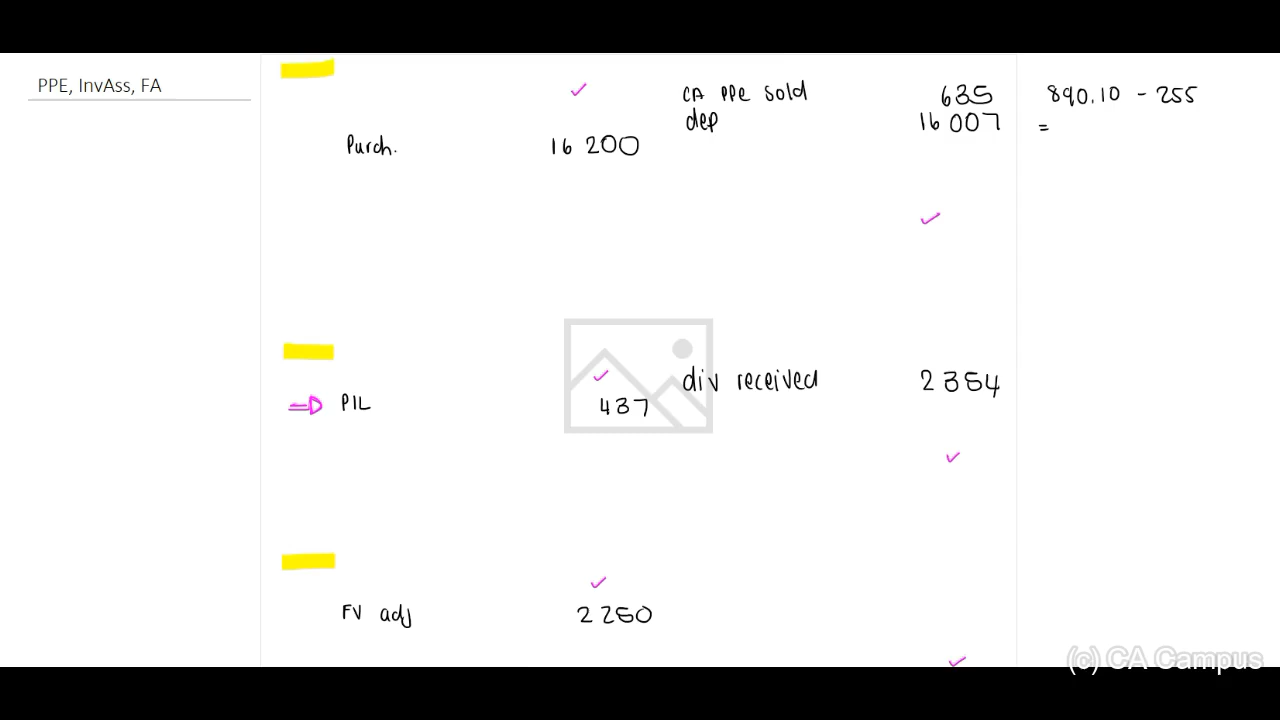 PPE, InvAss, FA
CA PPE sold 635 890.10 - 255
dep 16 007 =
Purch. 16 200
div received 2 354
PIL 437
FV adj 2 250
(c) CA Campus